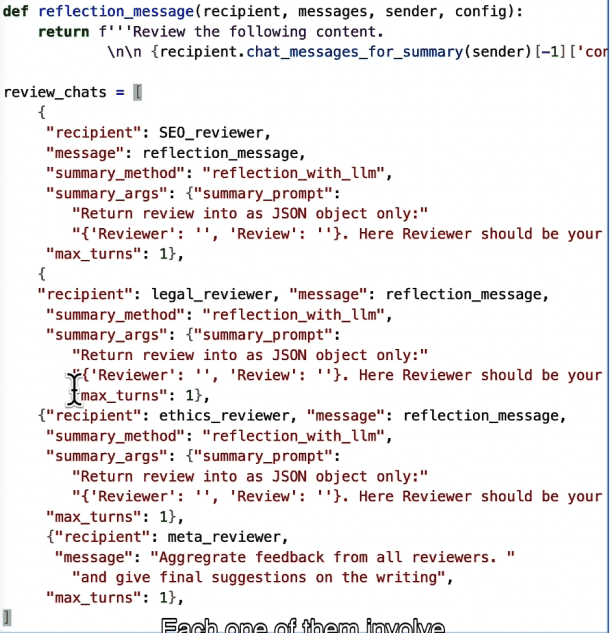 def reflection_message(recipient, messages, sender, config):
    return f'''Review the following content.
            \n\n {recipient.chat_messages_for_summary(sender)[-1]['con

review_chats = [
    {
     "recipient": SEO_reviewer,
     "message": reflection_message,
     "summary_method": "reflection_with_llm",
     "summary_args": {"summary_prompt":
        "Return review into as JSON object only:"
        "{'Reviewer': '', 'Review': ''}. Here Reviewer should be your
     "max_turns": 1},
    {
    "recipient": legal_reviewer, "message": reflection_message,
     "summary_method": "reflection_with_llm",
     "summary_args": {"summary_prompt":
        "Return review into as JSON object only:"
        "{'Reviewer': '', 'Review': ''}. Here Reviewer should be your
        "max_turns": 1},
    {"recipient": ethics_reviewer, "message": reflection_message,
     "summary_method": "reflection_with_llm",
     "summary_args": {"summary_prompt":
        "Return review into as JSON object only:"
        "{'Reviewer': '', 'Review': ''}. Here Reviewer should be your
     "max_turns": 1},
     {"recipient": meta_reviewer,
      "message": "Aggregrate feedback from all reviewers. "
        "and give final suggestions on the writing",
     "max_turns": 1},
]
Each one of them involve